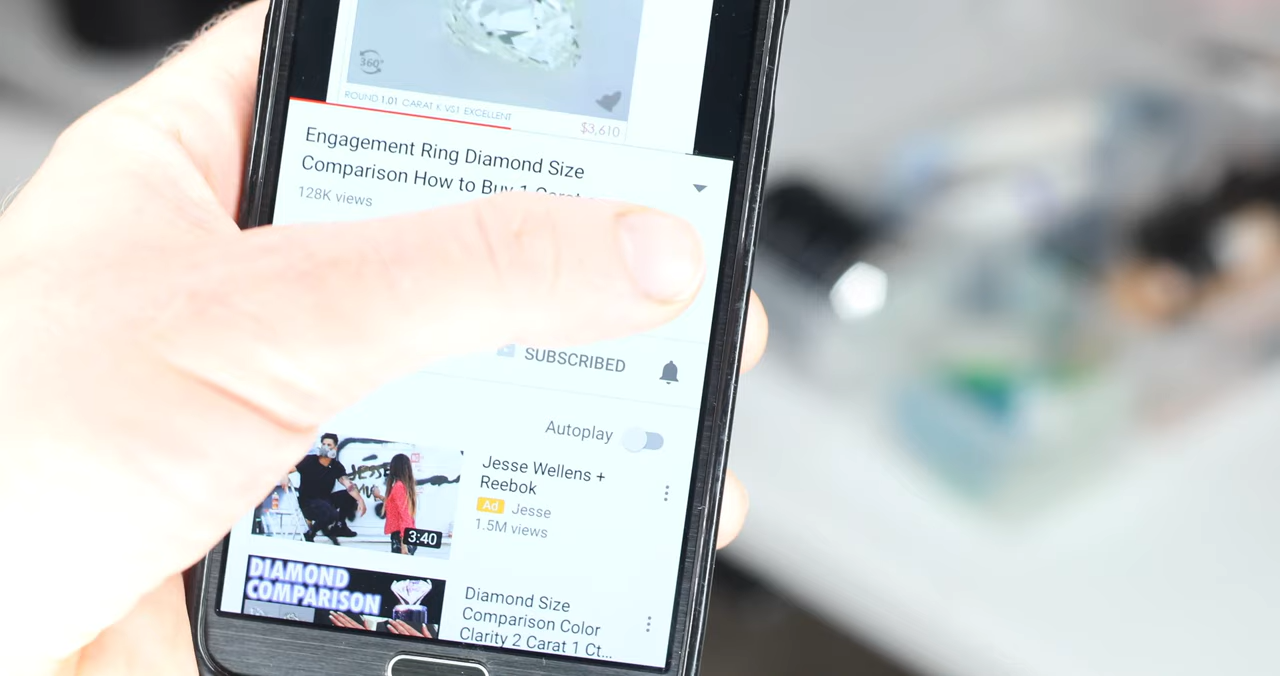 360°
ROUND 1.01 CARAT K VS1 EXCELLENT
$3,610
Engagement Ring Diamond Size
Comparison How to Buy 1 Carat
128K views
SUBSCRIBED
Autoplay
JESSE
Jesse Wellens +
Reebok
Ad Jesse
1.5M views
3:40
DIAMOND
COMPARISON
Diamond Size
Comparison Color
Clarity 2 Carat 1 Ct...